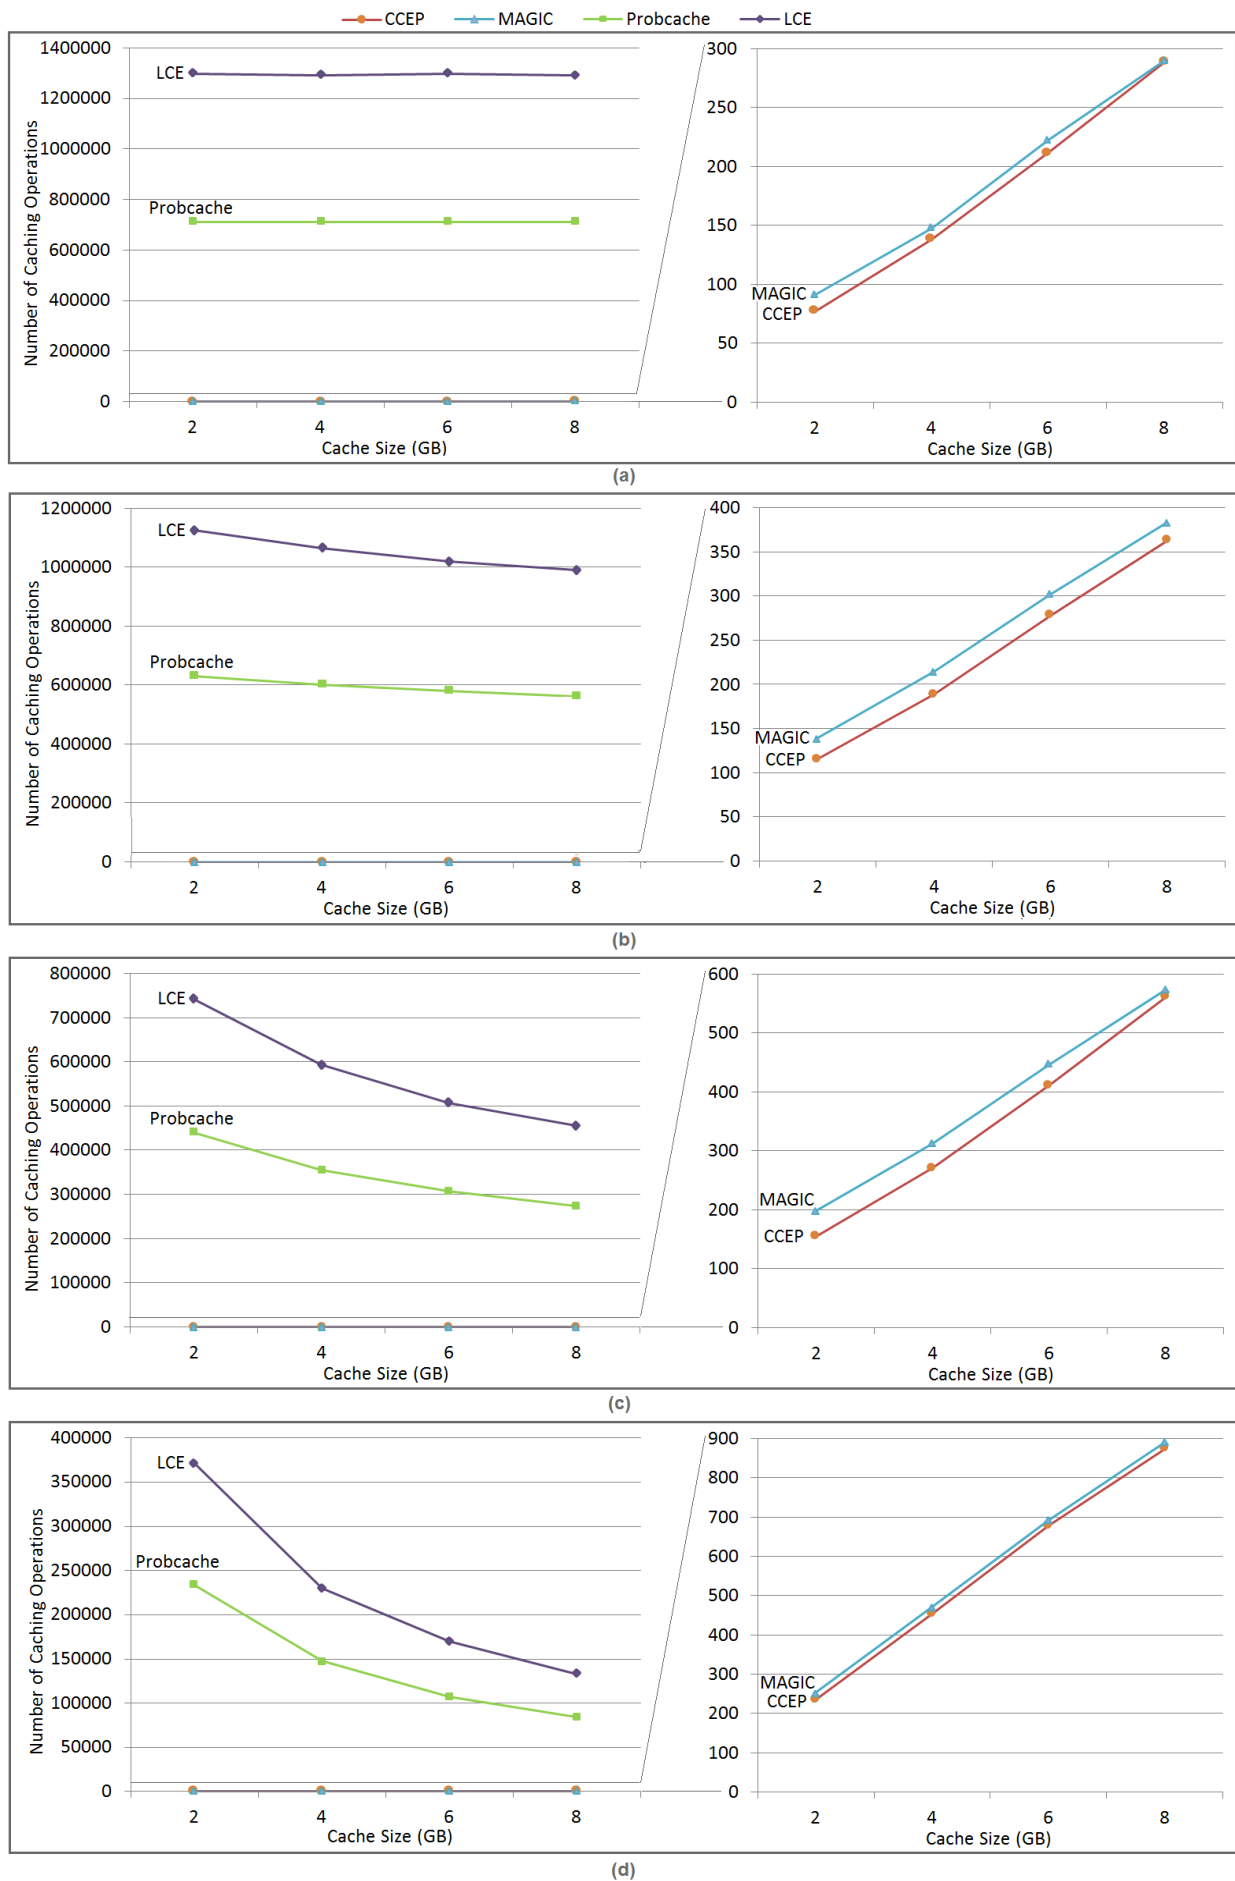 CCEP MAGIC Probcache LCE
Number of Caching Operations
1400000
1200000
1000000
800000
600000
400000
200000
0
LCE
Probcache
2 4 6 8
Cache Size (GB)
300
250
200
150
100
50
0
MAGIC
CCEP
2 4 6 8
Cache Size (GB)
(a)
Number of Caching Operations
1200000
1000000
800000
600000
400000
200000
0
LCE
Probcache
2 4 6 8
Cache Size (GB)
400
350
300
250
200
150
100
50
0
MAGIC
CCEP
2 4 6 8
Cache Size (GB)
(b)
Number of Caching Operations
800000
700000
600000
500000
400000
300000
200000
100000
0
LCE
Probcache
2 4 6 8
Cache Size (GB)
600
500
400
300
200
100
0
MAGIC
CCEP
2 4 6 8
Cache Size (GB)
(c)
Number of Caching Operations
400000
350000
300000
250000
200000
150000
100000
50000
0
LCE
Probcache
2 4 6 8
Cache Size (GB)
900
800
700
600
500
400
300
200
100
0
MAGIC
CCEP
2 4 6 8
Cache Size (GB)
(d)